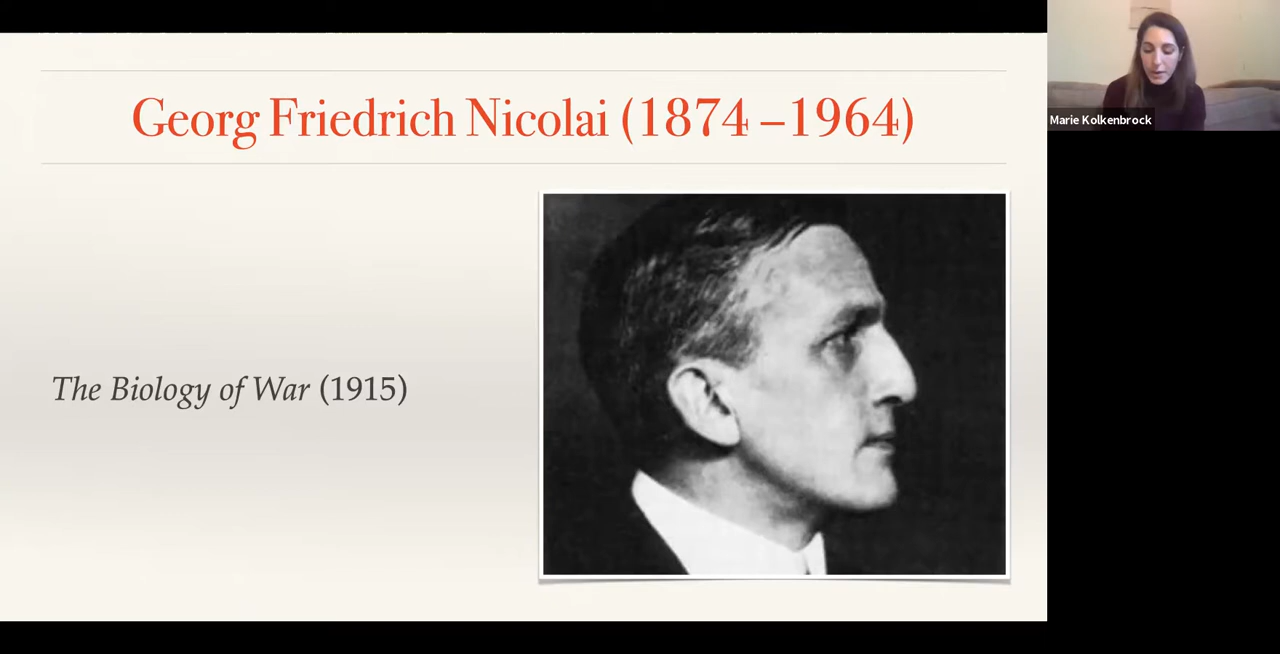 Georg Friedrich Nicolai (1874 –1964)
The Biology of War (1915)
Marie Kolkenbrock